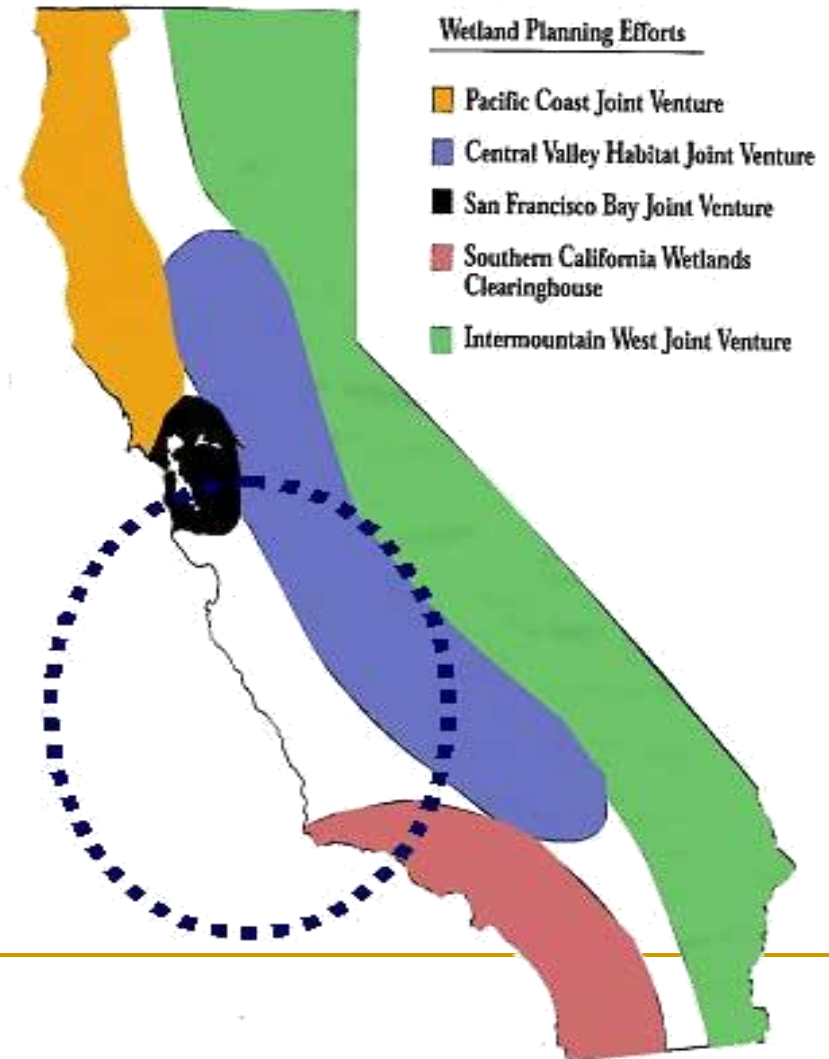 Wetland Planning Efforts
Pacific Coast Joint Venture
Central Valley Habitat Joint Venture
San Francisco Bay Joint Venture
Southern California Wetlands
Clearinghouse
Intermountain West Joint Venture